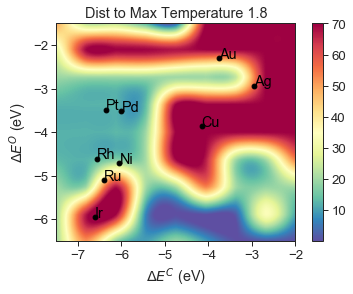 Dist to Max Temperature 1.8
ΔE^O (eV)
−2
−3
−4
−5
−6
Au
Ag
Pt
Pd
Cu
Rh
Ni
Ru
Ir
−7
−6
−5
−4
−3
−2
ΔE^C (eV)
70
60
50
40
30
20
10